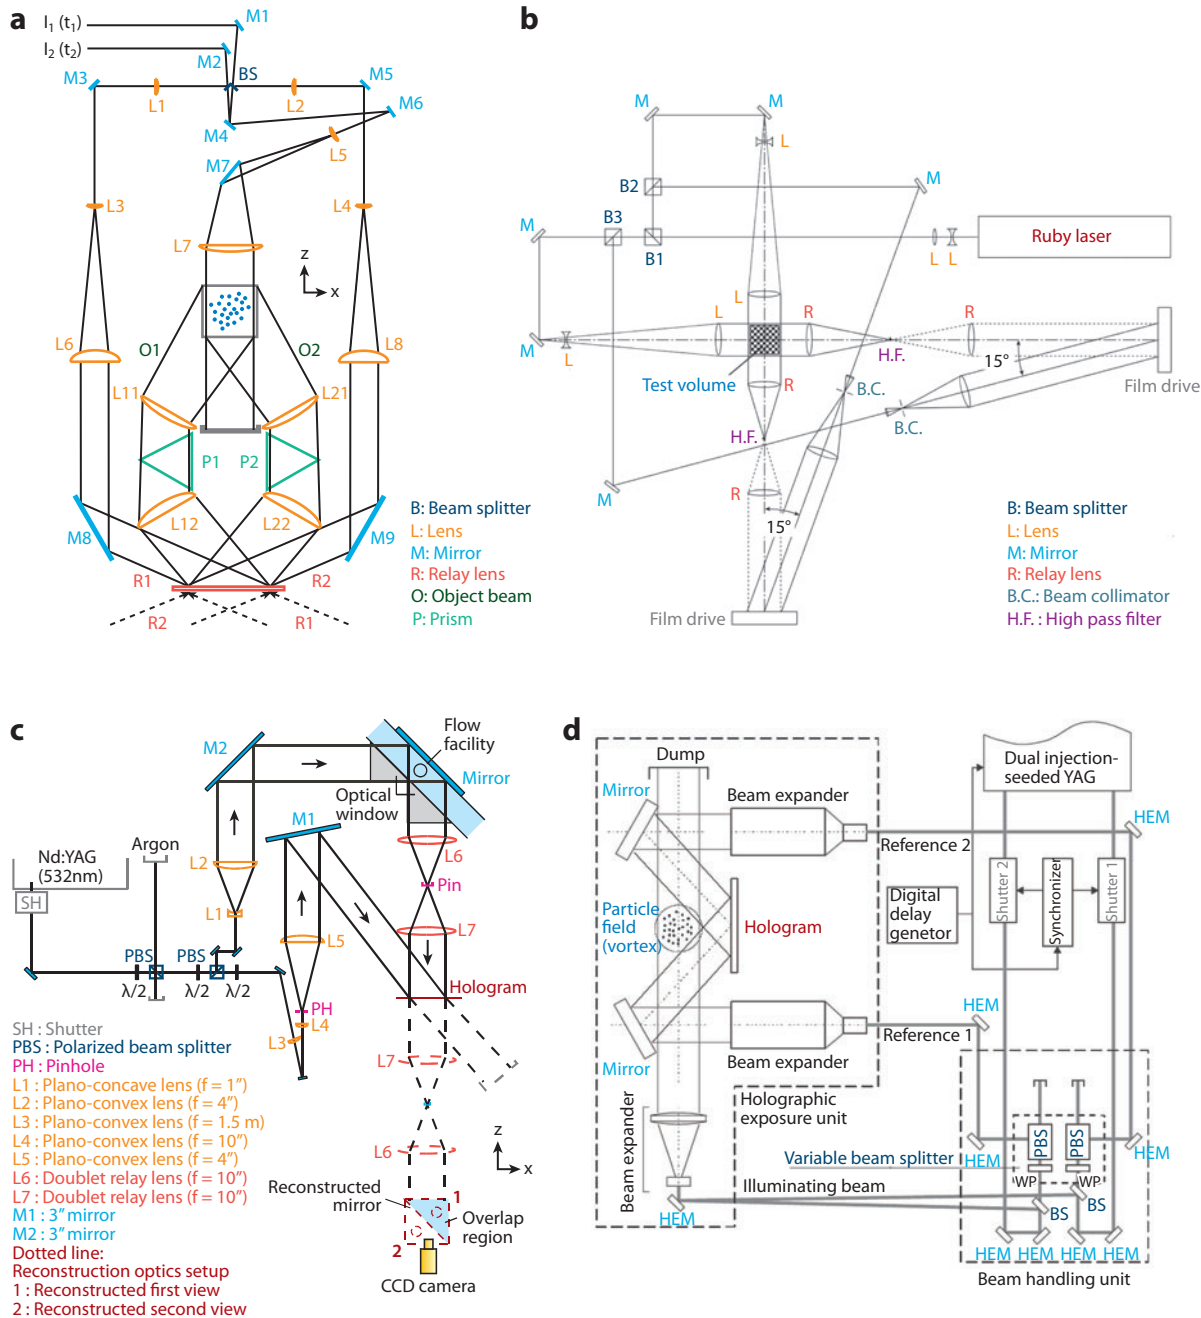 a
I1 (t1)
M1
I2 (t2)
M2
M3
BS
M5
L1
L2
M6
M4
L5
M7
L3
L4
L7
z
x
L6
O1
O2
L8
L11
L21
P1
P2
L12
L22
M8
M9
R1
R2
R2
R1
B: Beam splitter
L: Lens
M: Mirror
R: Relay lens
O: Object beam
P: Prism
b
M
M
L
B2
M
B3
M
B1
L
L
Ruby laser
L
L
R
R
M
L
H.F.
Test volume
R
15°
B.C.
B.C.
Film drive
H.F.
M
R
15°
Film drive
B: Beam splitter
L: Lens
M: Mirror
R: Relay lens
B.C.: Beam collimator
H.F. : High pass filter
c
M2
Flow
facility
Mirror
Optical
window
M1
Nd:YAG
(532nm)
Argon
SH
L2
L6
Pin
L1
L5
L7
PBS
PBS
λ/2
λ/2
λ/2
Hologram
PH
L4
L3
L7
L6
z
x
Reconstructed
mirror
1
Overlap
region
2
CCD camera
SH : Shutter
PBS : Polarized beam splitter
PH : Pinhole
L1 : Plano-concave lens (f = 1″)
L2 : Plano-convex lens (f = 4″)
L3 : Plano-convex lens (f = 1.5 m)
L4 : Plano-convex lens (f = 10″)
L5 : Plano-convex lens (f = 4″)
L6 : Doublet relay lens (f = 10″)
L7 : Doublet relay lens (f = 10″)
M1 : 3″ mirror
M2 : 3″ mirror
Dotted line:
Reconstruction optics setup
1 : Reconstructed first view
2 : Reconstructed second view
d
Dump
Mirror
Beam expander
Dual injection-
seeded YAG
HEM
Reference 2
Shutter 2
Synchronizer
Shutter 1
Digital
delay
genetor
Particle
field
(vortex)
Hologram
HEM
Reference 1
Mirror
Beam expander
Holographic
exposure unit
Beam expander
PBS
PBS
HEM
HEM
Variable beam splitter
WP
WP
Illuminating beam
BS
BS
HEM
HEM
HEM
HEM
HEM
Beam handling unit